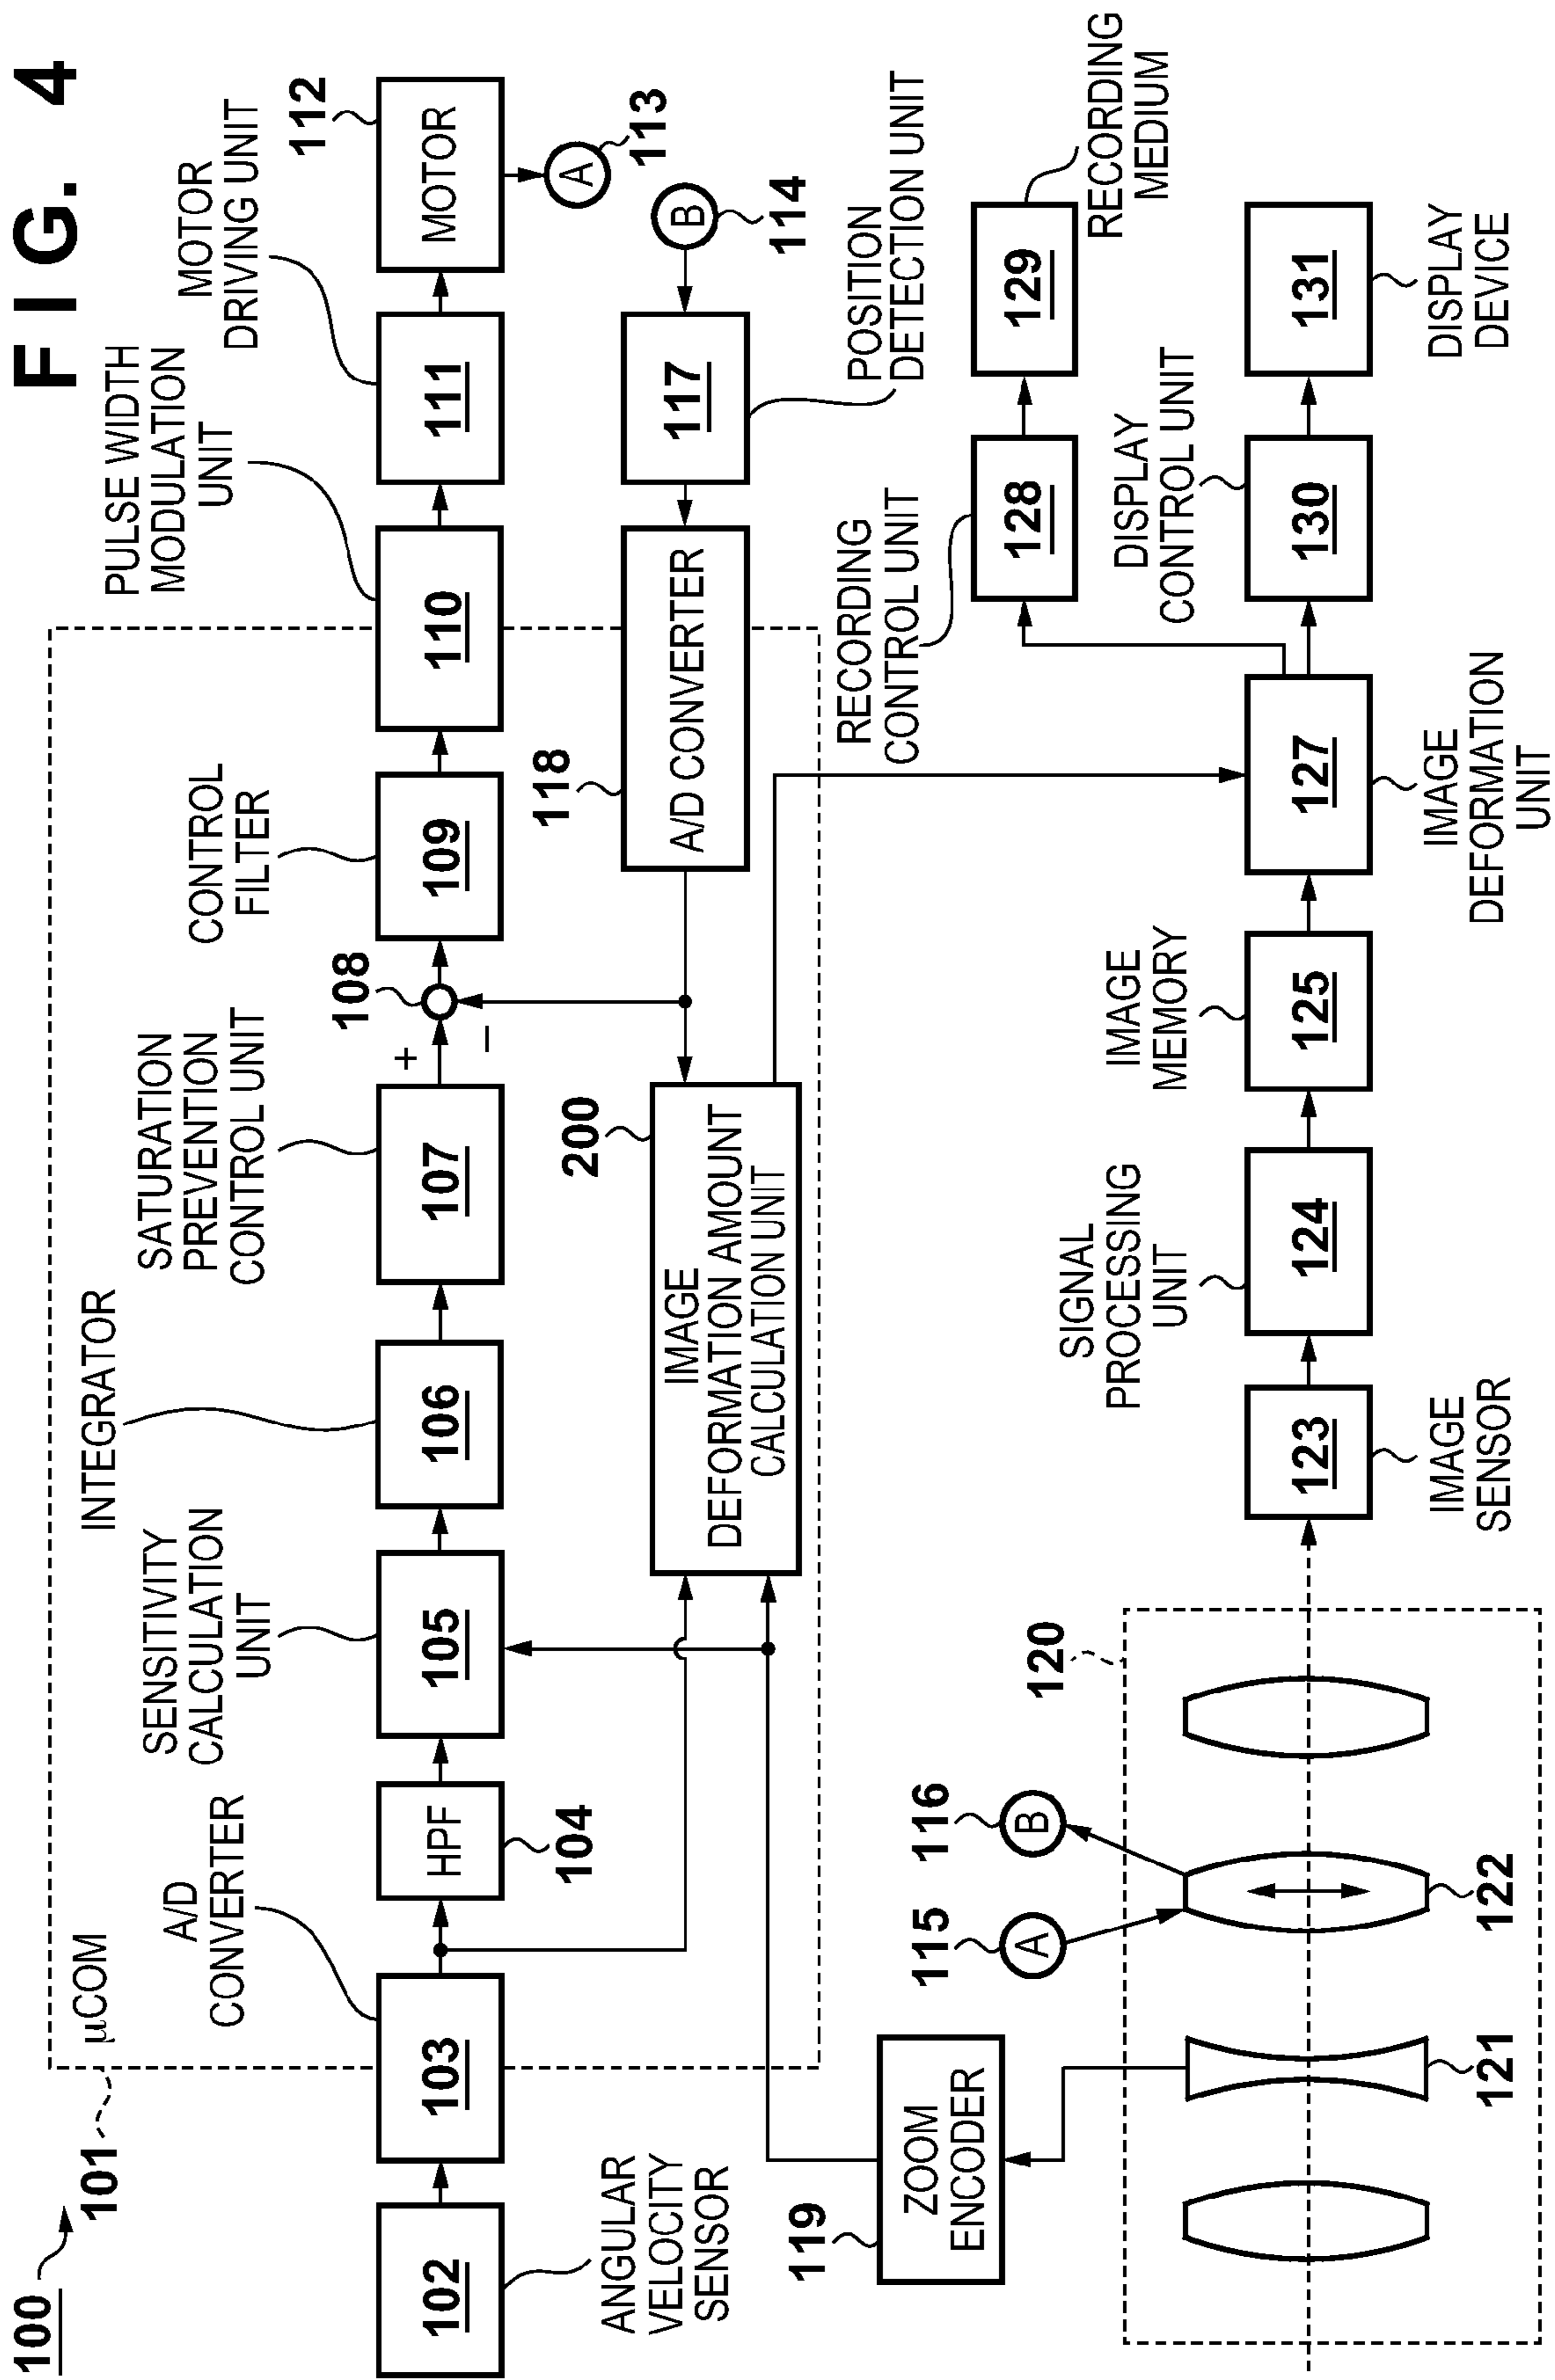 FIG. 4
100
101
μCOM
102
ANGULAR
VELOCITY
SENSOR
103
A/D
CONVERTER
HPF
104
105
SENSITIVITY
CALCULATION
UNIT
106
INTEGRATOR
107
SATURATION
PREVENTION
CONTROL UNIT
+
−
108
109
CONTROL
FILTER
110
PULSE WIDTH
MODULATION
UNIT
111
MOTOR
DRIVING UNIT
MOTOR
112
A
113
B
114
117
POSITION
DETECTION UNIT
A/D CONVERTER
118
IMAGE
DEFORMATION AMOUNT
CALCULATION UNIT
200
ZOOM
ENCODER
119
120
121
122
A
115
B
116
123
IMAGE
SENSOR
124
SIGNAL
PROCESSING
UNIT
125
IMAGE
MEMORY
127
IMAGE
DEFORMATION
UNIT
128
RECORDING
CONTROL UNIT
129
RECORDING
MEDIUM
130
DISPLAY
CONTROL UNIT
131
DISPLAY
DEVICE